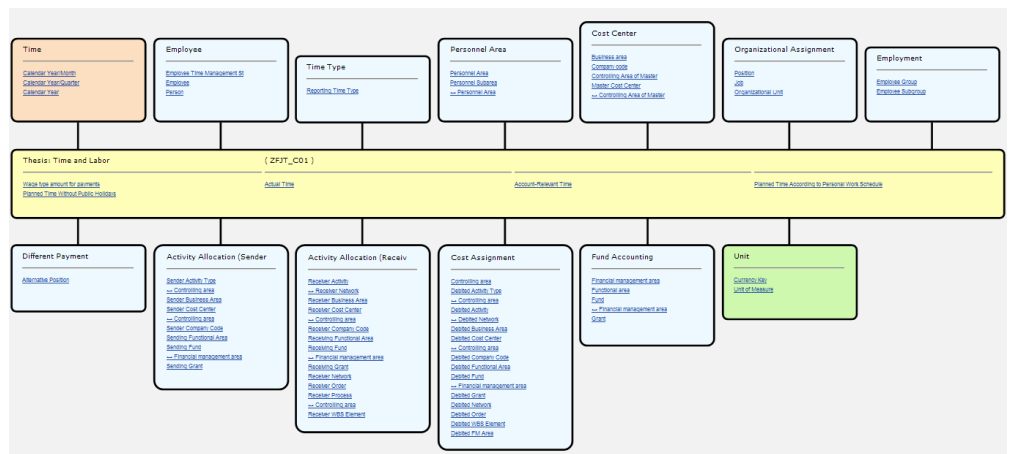 Time
Calendar Year/Month
Calendar Year/Quarter
Calendar Year
Employee
Employee Time Management St
Employee
Person
Time Type
Reporting Time Type
Personnel Area
Personnel Area
Personnel Subarea
↔ Personnel Area
Cost Center
Business area
Company code
Controlling Area of Master
Master Cost Center
↔ Controlling Area of Master
Organizational Assignment
Position
Job
Organizational Unit
Employment
Employee Group
Employee Subgroup
Thesis: Time and Labor ( ZFJT_C01 )
Wage type amount for payments
Planned Time Without Public Holidays
Actual Time
Account-Relevant Time
Planned Time According to Personal Work Schedule
Different Payment
Alternative Position
Activity Allocation (Sender
Sender Activity Type
↔ Controlling area
Sender Business Area
Sender Cost Center
↔ Controlling area
Sender Company Code
Sending Functional Area
Sending Fund
↔ Financial management area
Sending Grant
Activity Allocation (Receiv
Receiver Activity
↔ Receiver Network
Receiver Business Area
Receiver Cost Center
↔ Controlling area
Receiver Company Code
Receiving Functional Area
Receiving Fund
↔ Financial management area
Receiving Grant
Receiver Network
Receiver Order
Receiver Process
↔ Controlling area
Receiver WBS Element
Cost Assignment
Controlling area
Debited Activity Type
↔ Controlling area
Debited Activity
↔ Debited Network
Debited Business Area
Debited Cost Center
↔ Controlling area
Debited Company Code
Debited Functional Area
Debited Fund
↔ Financial management area
Debited Grant
Debited Network
Debited Order
Debited WBS Element
Debited FM Area
Fund Accounting
Financial management area
Functional area
Fund
↔ Financial management area
Grant
Unit
Currency Key
Unit of Measure